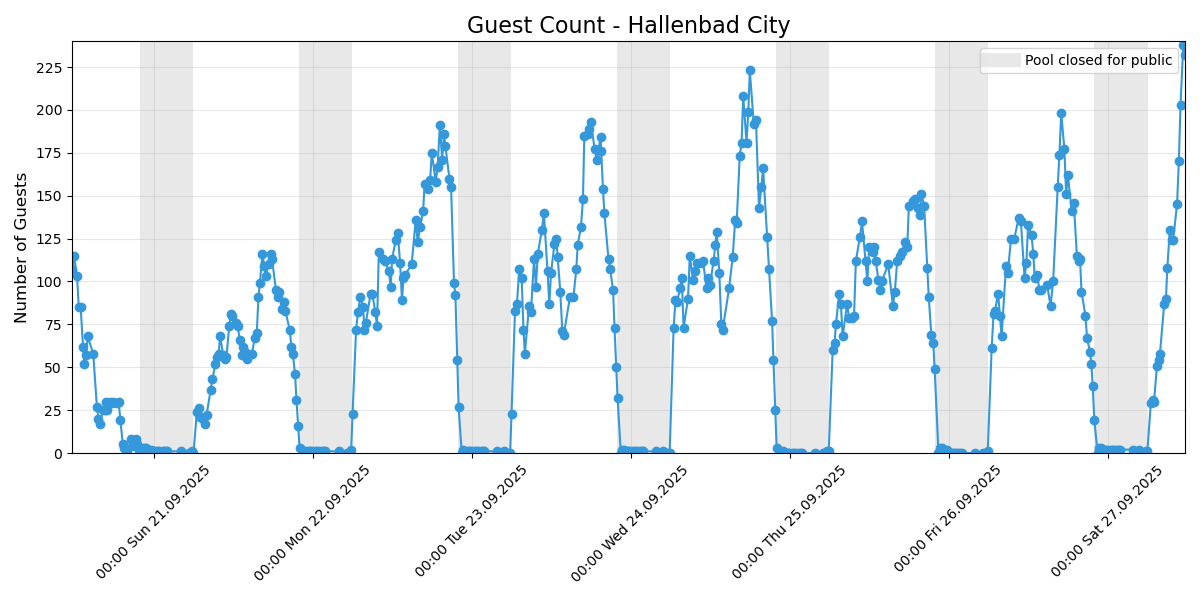 Guest Count - Hallenbad City
Pool closed for public
Number of Guests
225
200
175
150
125
100
75
50
25
0
00:00 Sun 21.09.2025
00:00 Mon 22.09.2025
00:00 Tue 23.09.2025
00:00 Wed 24.09.2025
00:00 Thu 25.09.2025
00:00 Fri 26.09.2025
00:00 Sat 27.09.2025